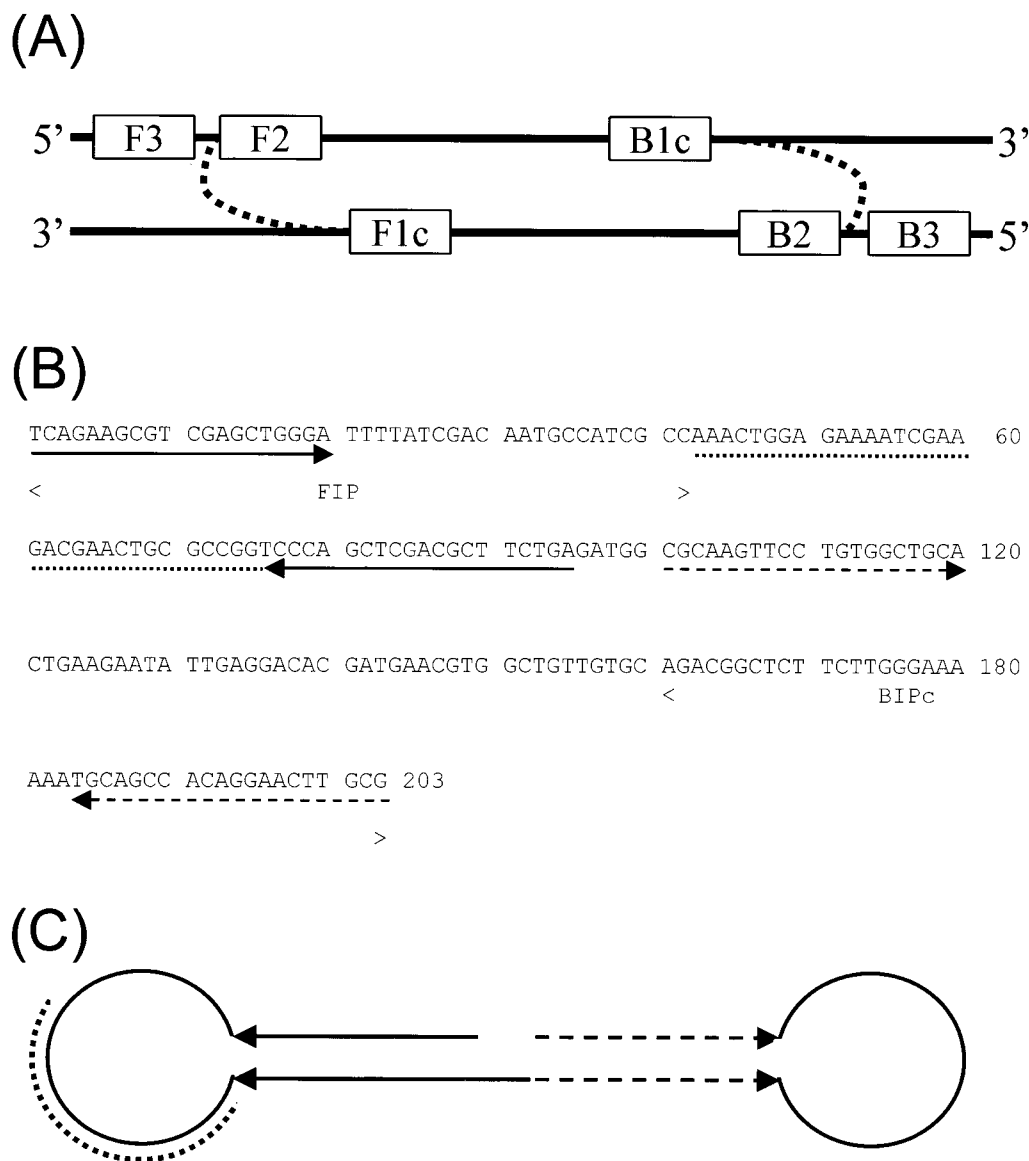 (A)
5’ F3 F2 B1c 3’
3’ F1c B2 B3 5’
(B)
TCAGAAGCGT CGAGCTGGGA TTTTATCGAC AATGCCATCG CCAAACTGGA GAAAATCGAA 60
< FIP >
GACGAACTGC GCCGGTCCCA GCTCGACGCT TCTGAGATGG CGCAAGTTCC TGTGGCTGCA 120
CTGAAGAATA TTGAGGACAC GATGAACGTG GCTGTTGTGC AGACGGCTCT TCTTGGGAAA 180
< BIPc
AAATGCAGCC ACAGGAACTT GCG 203
>
(C)